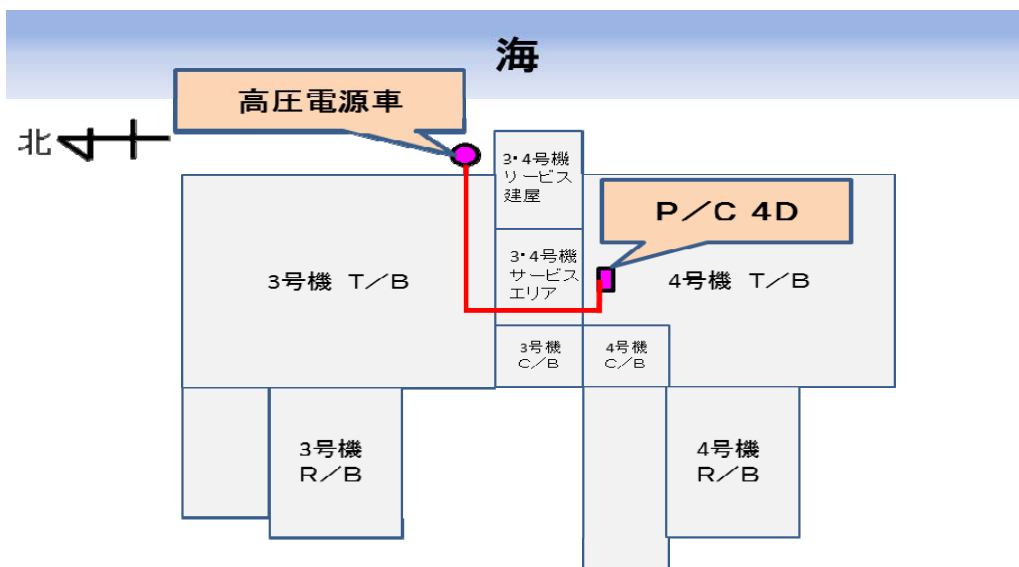 海
高圧電源車
北
3・4号機
サービス
建屋
P/C 4D
3号機 T/B
3・4号機
サービス
エリア
4号機 T/B
3号機
C/B
4号機
C/B
3号機
R/B
4号機
R/B